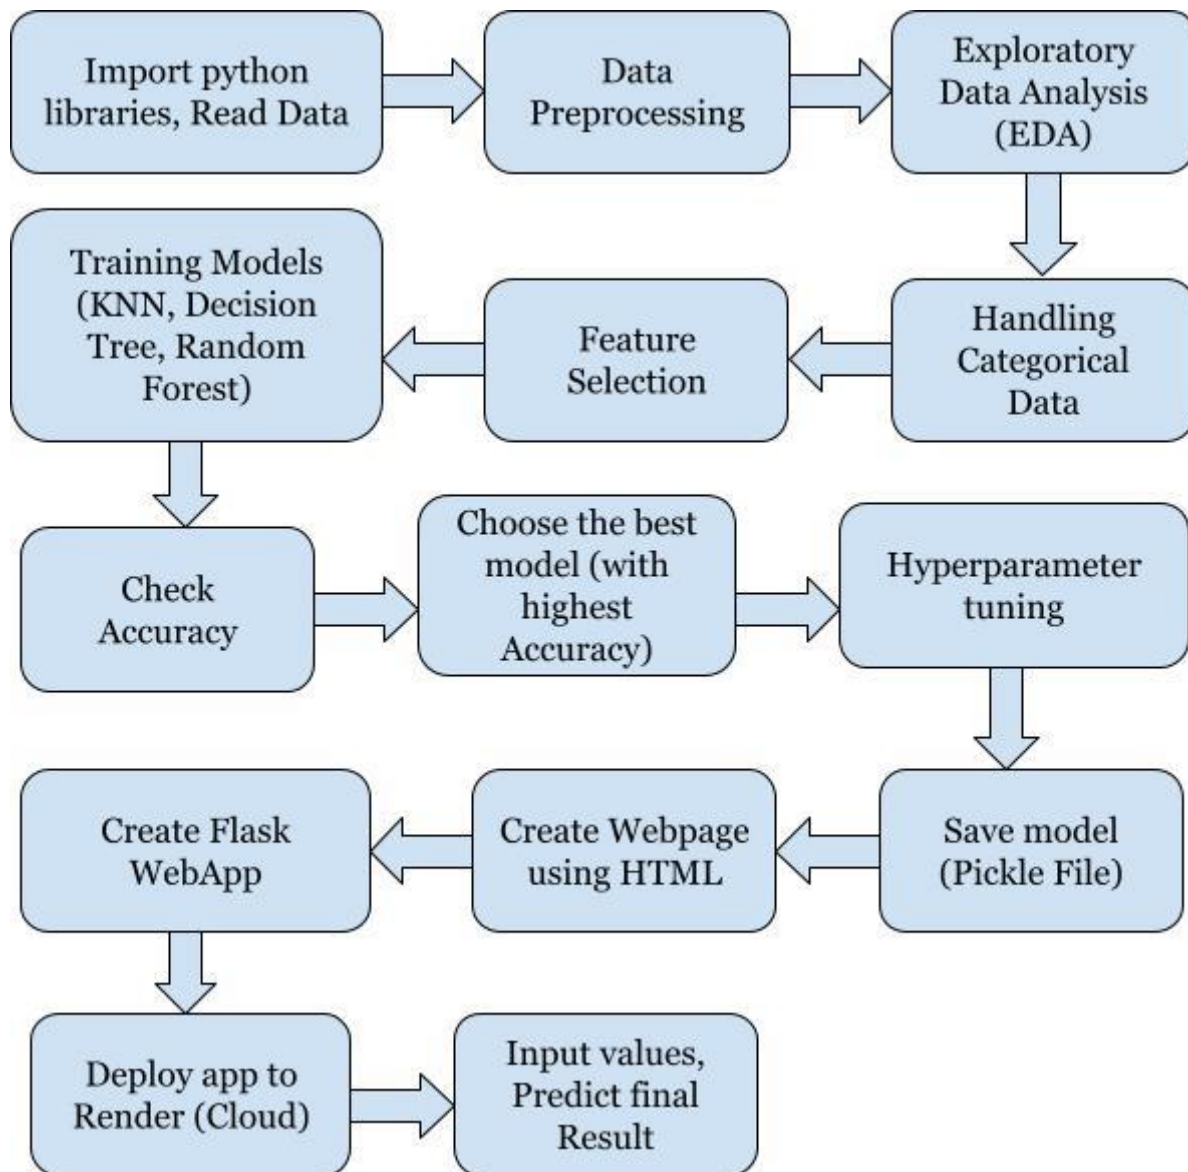 Import python
libraries, Read Data
Data
Preprocessing
Exploratory
Data Analysis
(EDA)
Handling
Categorical
Data
Feature
Selection
Training Models
(KNN, Decision
Tree, Random
Forest)
Check
Accuracy
Choose the best
model (with
highest
Accuracy)
Hyperparameter
tuning
Save model
(Pickle File)
Create Webpage
using HTML
Create Flask
WebApp
Deploy app to
Render (Cloud)
Input values,
Predict final
Result